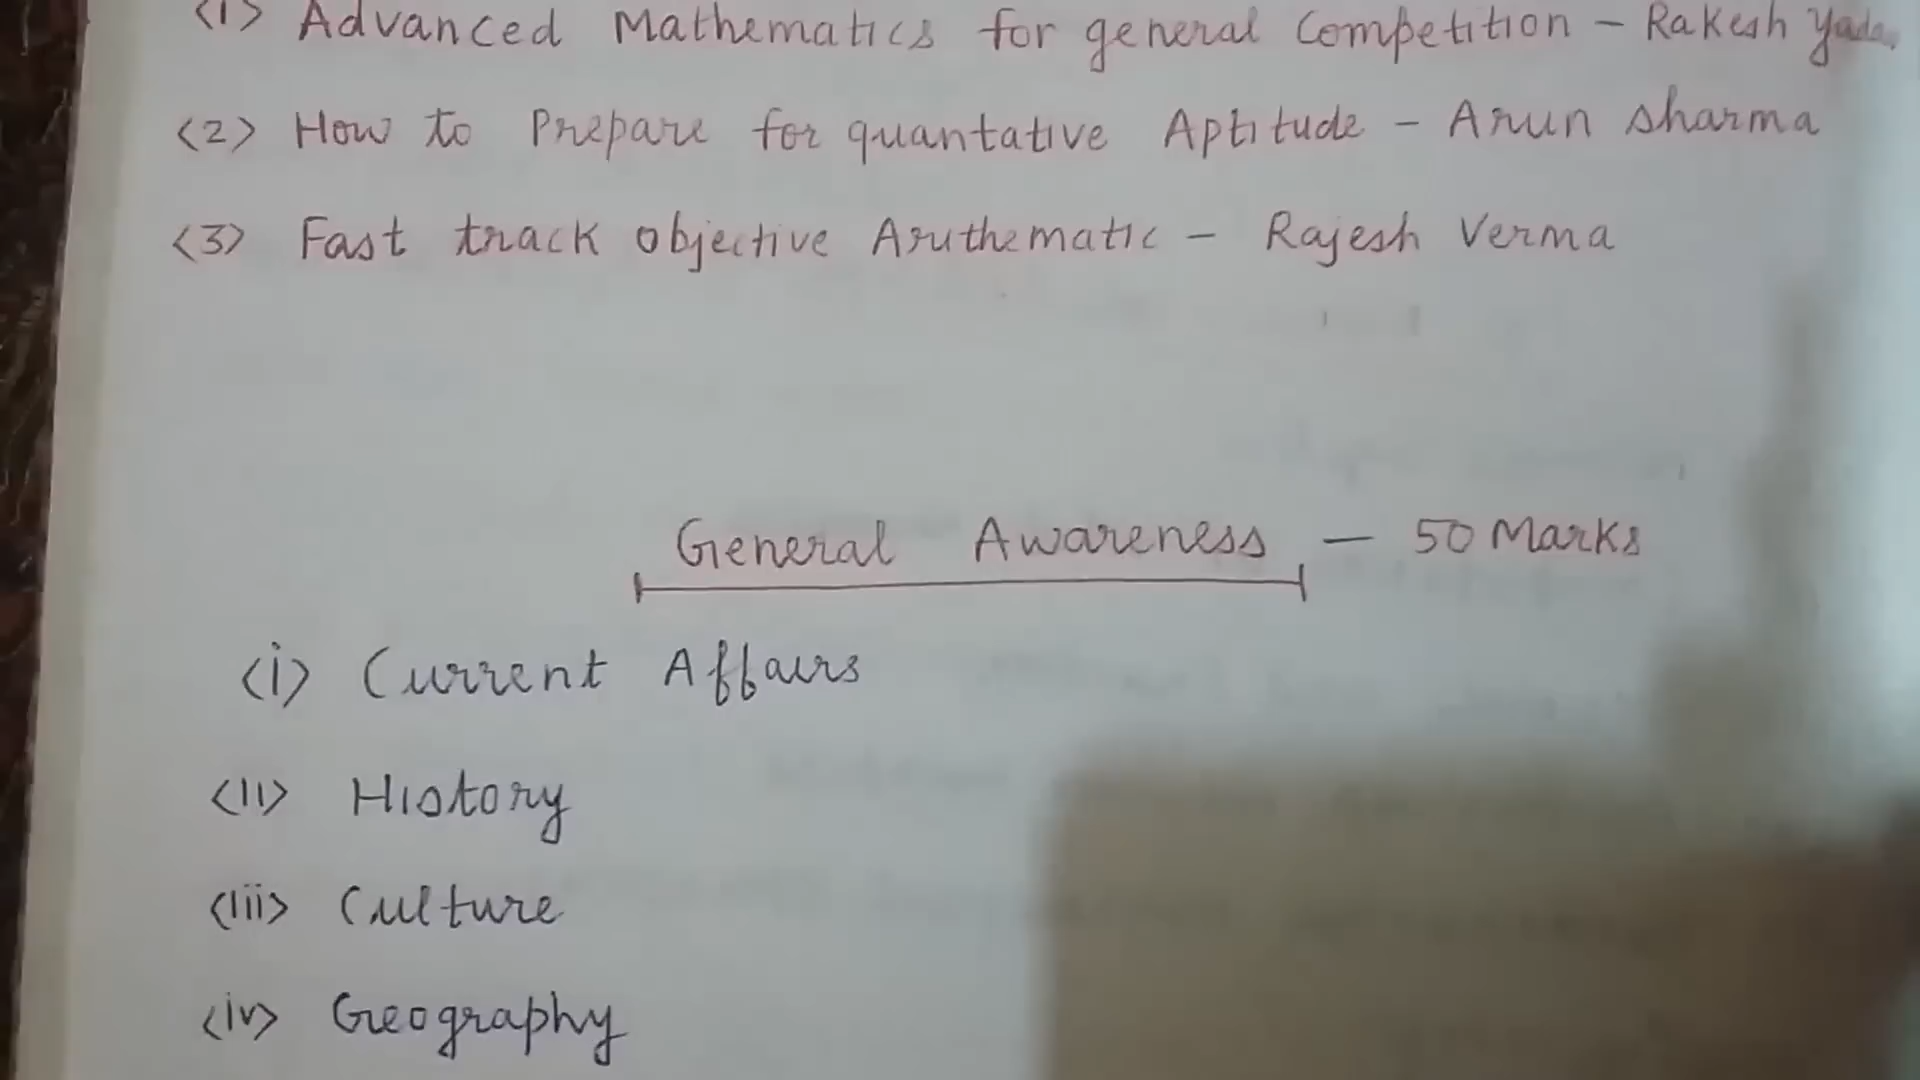 <1> Advanced Mathematics for general Competition - Rakesh
<2> How to Prepare for quantative Aptitude - Arun sharma
<3> Fast track Objective Aruthematic - Rajesh Verma
General Awareness - 50 Marks
<i> Current Affairs
<ii> History
<iii> Culture
<iv> Geography